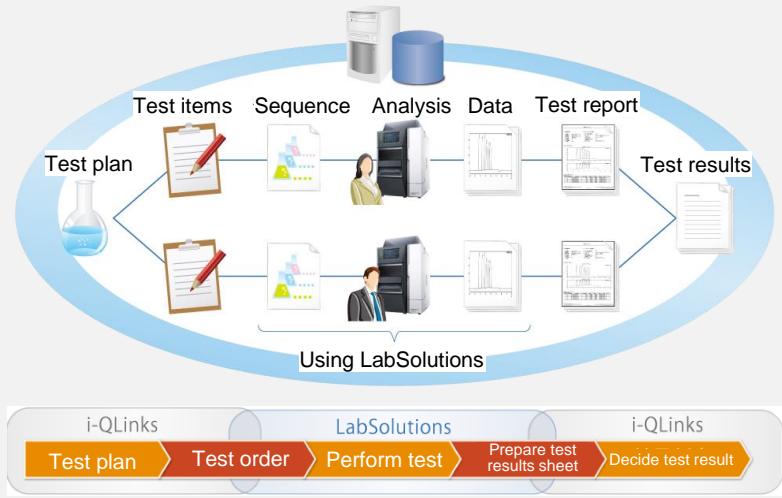 Test items
Sequence
Analysis
Data
Test report
Test plan
Test results
Using LabSolutions
i-QLinks
LabSolutions
i-QLinks
Test plan
Test order
Perform test
Prepare test
results sheet
Decide test result